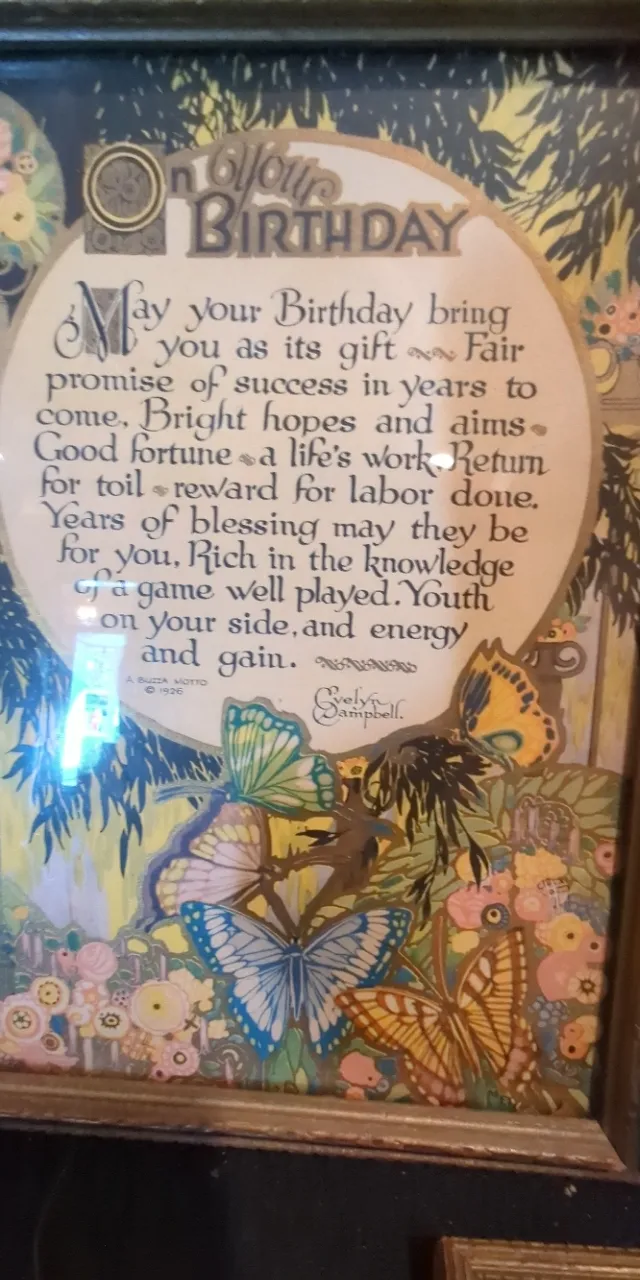 On Your
BIRTHDAY
May your Birthday bring
you as its gift ~~ Fair
promise of success in years to
come, Bright hopes and aims ~
Good fortune ~ a life's work, Return
for toil ~ reward for labor done.
Years of blessing may they be
for you, Rich in the knowledge
of a game well played. Youth
on your side, and energy
and gain.
A BUZZA MOTTO
© 1926
Evelyn
Campbell.